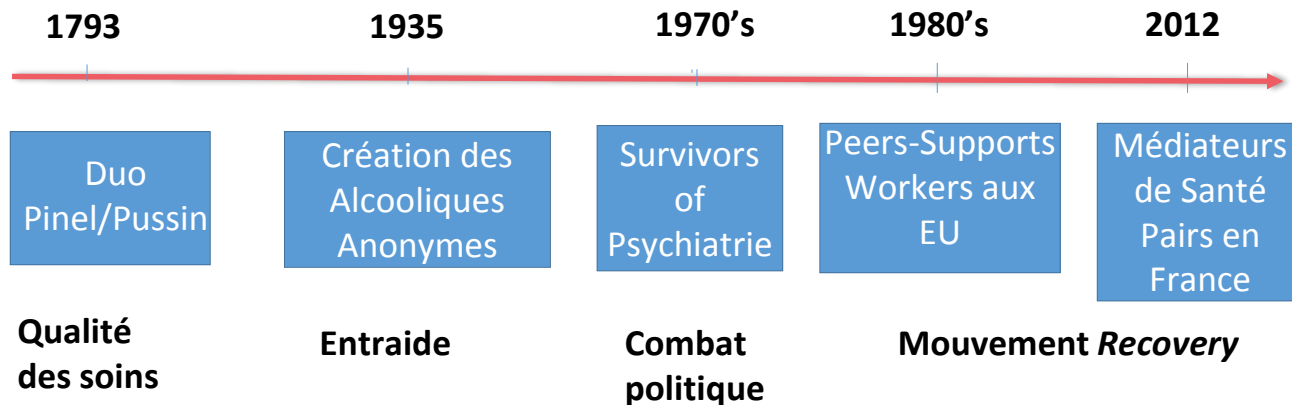 1793
1935
1970's
1980's
2012
Duo
Pinel/Pussin
Création des
Alcooliques
Anonymes
Survivors
of
Psychiatrie
Peers-Supports
Workers aux
EU
Médiateurs
de Santé
Pairs en
France
Qualité
des soins
Entraide
Combat
politique
Mouvement Recovery